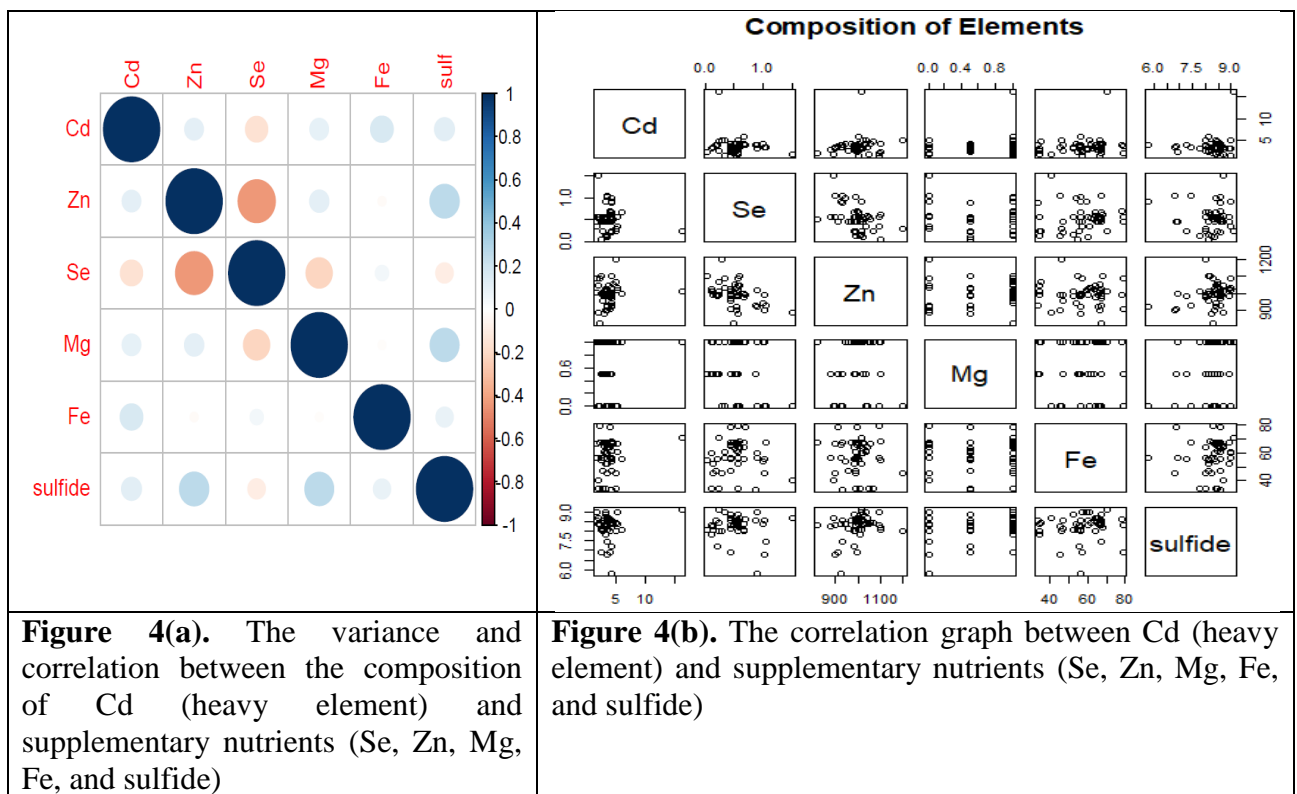 Cd Zn Se Mg Fe sulf
Cd
Zn
Se
Mg
Fe
sulfide
1
0.8
0.6
0.4
0.2
0
-0.2
-0.4
-0.6
-0.8
-1
Composition of Elements
0.0 1.0 0.0 0.4 0.8 6.0 7.5 9.0
Cd
5 10
Se
0.0 1.0
Zn
900 1200
Mg
0.0 0.6
Fe
40 60 80
sulfide
6.0 7.5 9.0
5 10 900 1100 40 60 80
Figure 4(a). The variance and
correlation between the composition
of Cd (heavy element) and
supplementary nutrients (Se, Zn, Mg,
Fe, and sulfide)
Figure 4(b). The correlation graph between Cd (heavy
element) and supplementary nutrients (Se, Zn, Mg, Fe,
and sulfide)